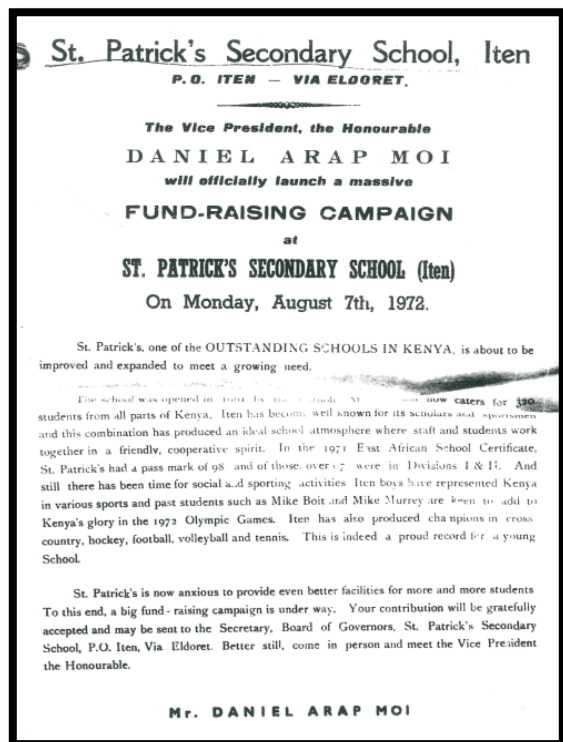 St. Patrick's Secondary School, Iten
P.O. ITEN — VIA ELDORET.
The Vice President, the Honourable
DANIEL ARAP MOI
will officially launch a massive
FUND-RAISING CAMPAIGN
at
ST. PATRICK'S SECONDARY SCHOOL (Iten)
On Monday, August 7th, 1972.
St. Patrick's, one of the OUTSTANDING SCHOOLS IN KENYA, is about to be
improved and expanded to meet a growing need.
The school was opened in by the now caters for 320
students from all parts of Kenya. Iten has become well known for its scholars and sportsmen
and this combination has produced an ideal school atmosphere where staff and students work
together in a friendly, cooperative spirit. In the 1971 East African School Certificate,
St. Patrick's had a pass mark of 98 and of those, over were in Divisions I & II. And
still there has been time for social and sporting activities Iten boys have represented Kenya
in various sports and past students such as Mike Boit and Mike Murrey are keen to add to
Kenya's glory in the 1972 Olympic Games. Iten has also produced champions in cross
country, hockey, football, volleyball and tennis. This is indeed a proud record for a young
School.
St. Patrick's is now anxious to provide even better facilities for more and more students
To this end, a big fund - raising campaign is under way. Your contribution will be gratefully
accepted and may be sent to the Secretary, Board of Governors, St. Patrick's Secondary
School, P.O. Iten, Via Eldoret. Better still, come in person and meet the Vice President
the Honourable.
Mr. DANIEL ARAP MOI